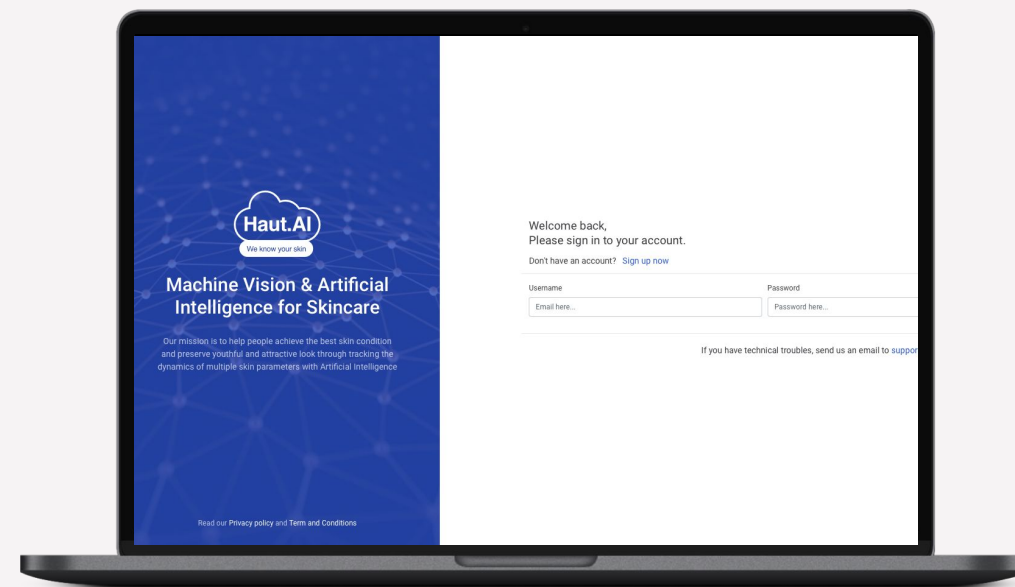 Haut.AI
We know your skin
Machine Vision & Artificial
Intelligence for Skincare
Our mission is to help people achieve the best skin condition
and preserve youthful and attractive look through tracking the
dynamics of multiple skin parameters with Artificial Intelligence
Read our Privacy policy and Term and Conditions
Welcome back,
Please sign in to your account.
Don't have an account? Sign up now
Username
Password
Email here...
Password here...
If you have technical troubles, send us an email to suppor